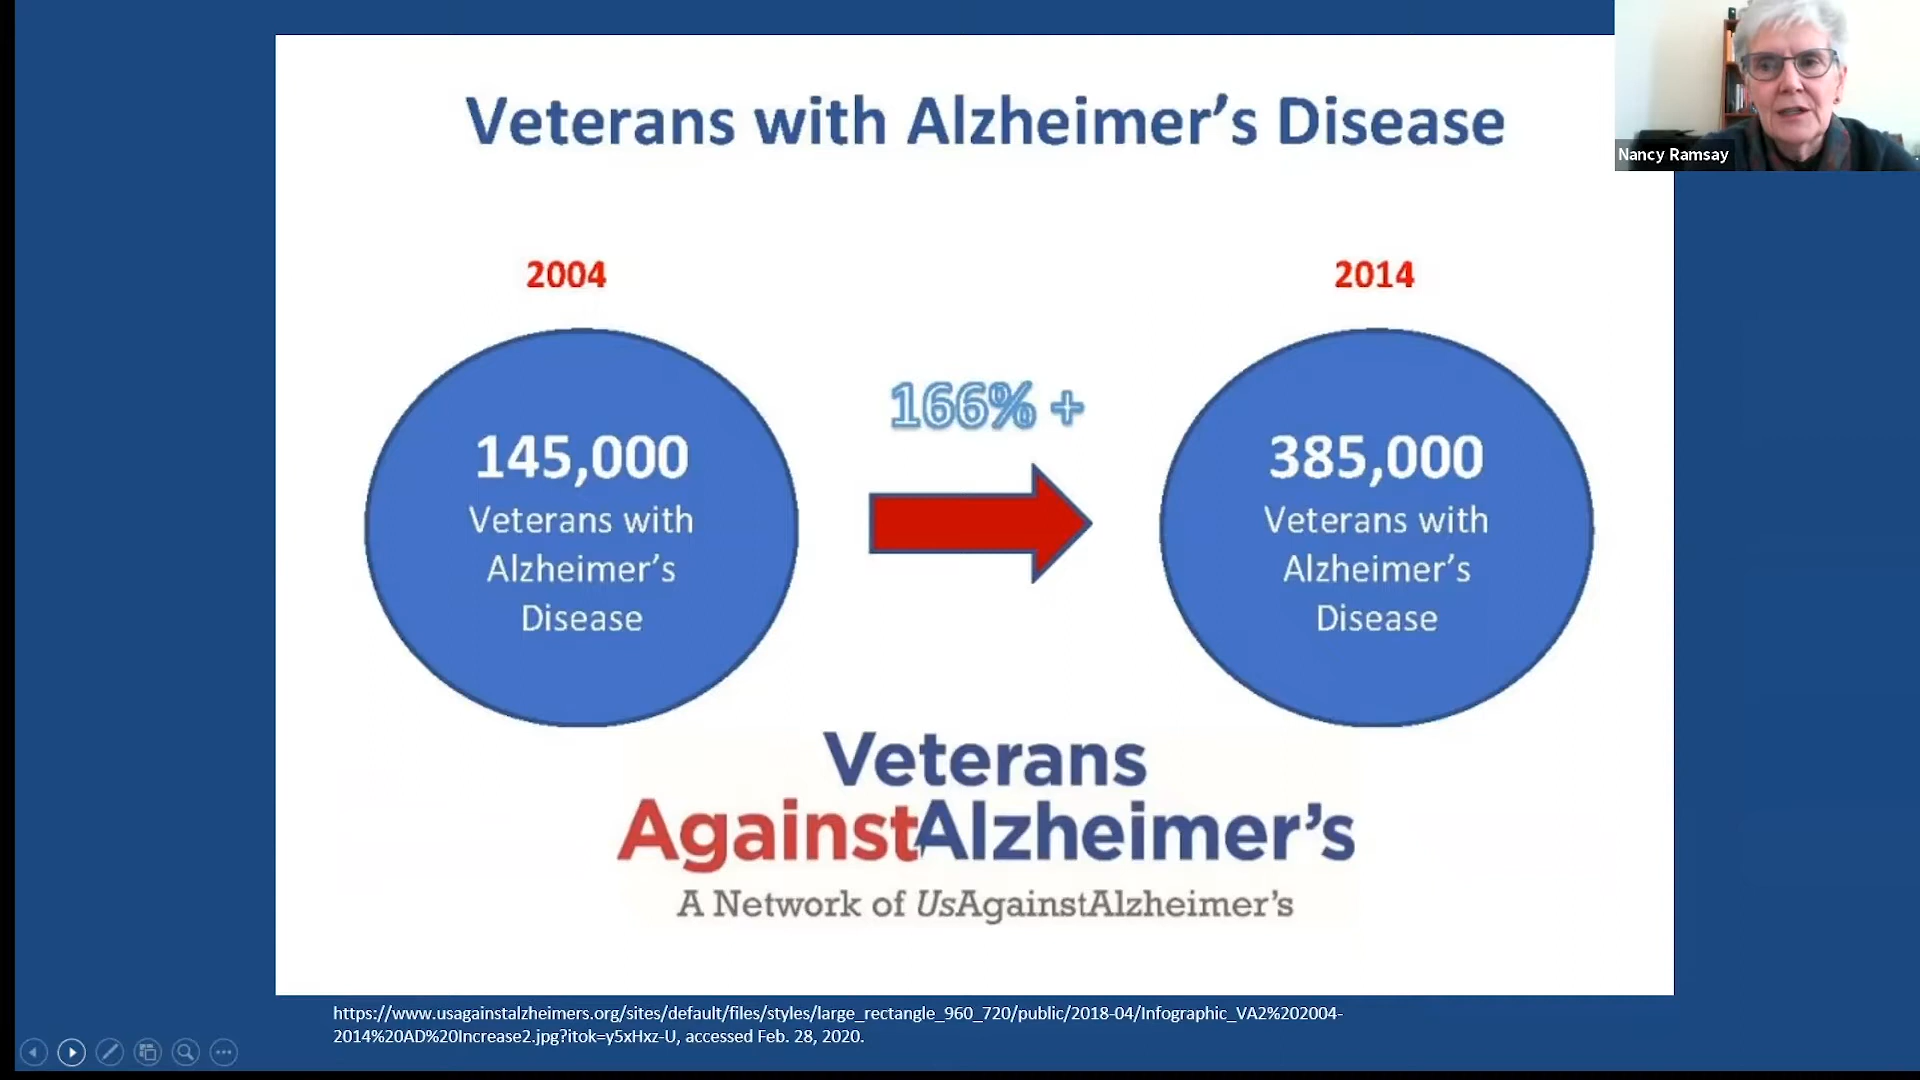 Veterans with Alzheimer's Disease
Nancy Ramsay
2004
2014
145,000
Veterans with
Alzheimer's
Disease
166% +
385,000
Veterans with
Alzheimer's
Disease
Veterans
AgainstAlzheimer's
A Network of UsAgainstAlzheimer's
https://www.usagainstalzheimers.org/sites/default/files/styles/large_rectangle_960_720/public/2018-04/Infographic_VA2%202004-
2014%20AD%20Increase2.jpg?itok=y5xHxz-U, accessed Feb. 28, 2020.